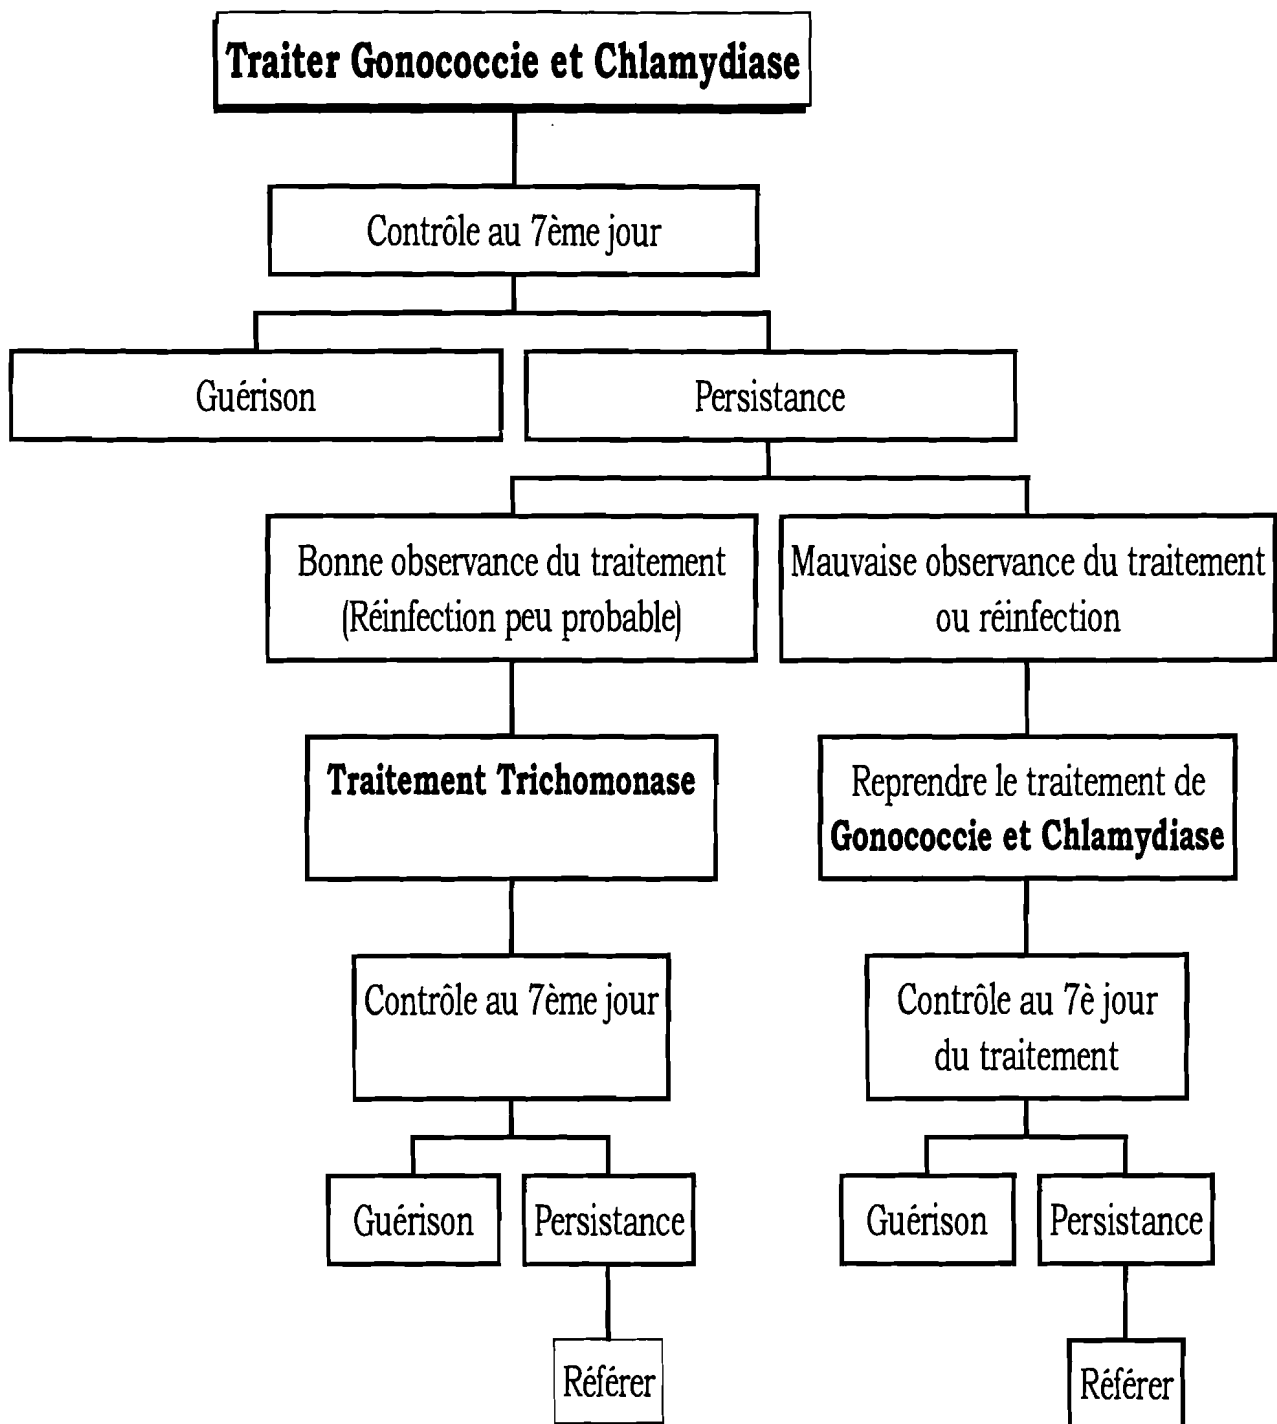 Traiter Gonococcie et Chlamydiase
Contrôle au 7ème jour
Guérison
Persistance
Bonne observance du traitement
(Réinfection peu probable)
Mauvaise observance du traitement
ou réinfection
Traitement Trichomonase
Reprendre le traitement de
Gonococcie et Chlamydiase
Contrôle au 7ème jour
Contrôle au 7è jour
du traitement
Guérison
Persistance
Guérison
Persistance
Référer
Référer